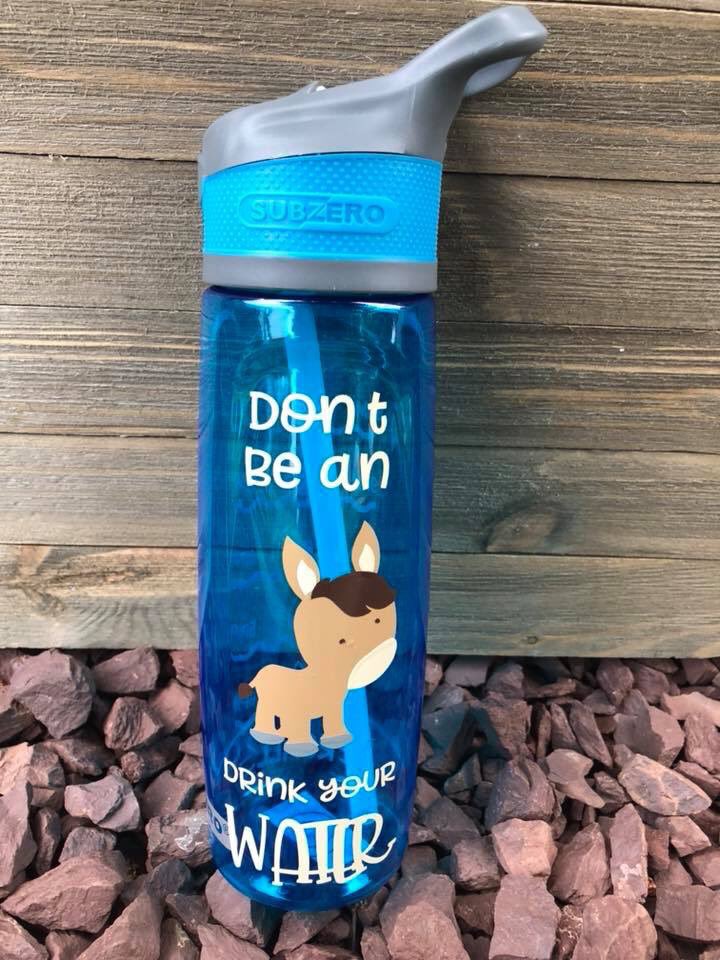 SUBZERO
Don t
Be an
DRINK YOUR
WATER